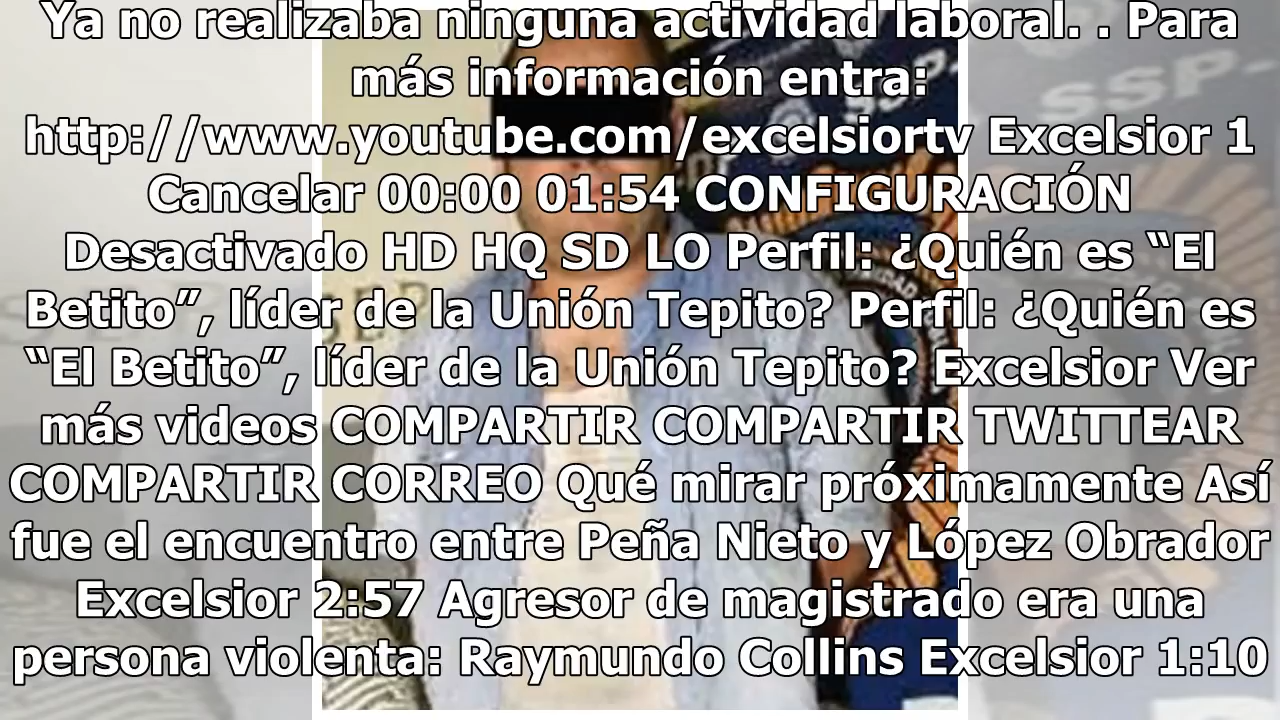 Ya no realizaba ninguna actividad laboral. . Para
más información entra:
http://www.youtube.com/excelsiortv Excelsior 1
Cancelar 00:00 01:54 CONFIGURACIÓN
Desactivado HD HQ SD LO Perfil: ¿Quién es “El
Betito”, líder de la Unión Tepito? Perfil: ¿Quién es
“El Betito”, líder de la Unión Tepito? Excelsior Ver
más videos COMPARTIR COMPARTIR TWITTEAR
COMPARTIR CORREO Qué mirar próximamente Así
fue el encuentro entre Peña Nieto y López Obrador
Excelsior 2:57 Agresor de magistrado era una
persona violenta: Raymundo Collins Excelsior 1:10
SSP-